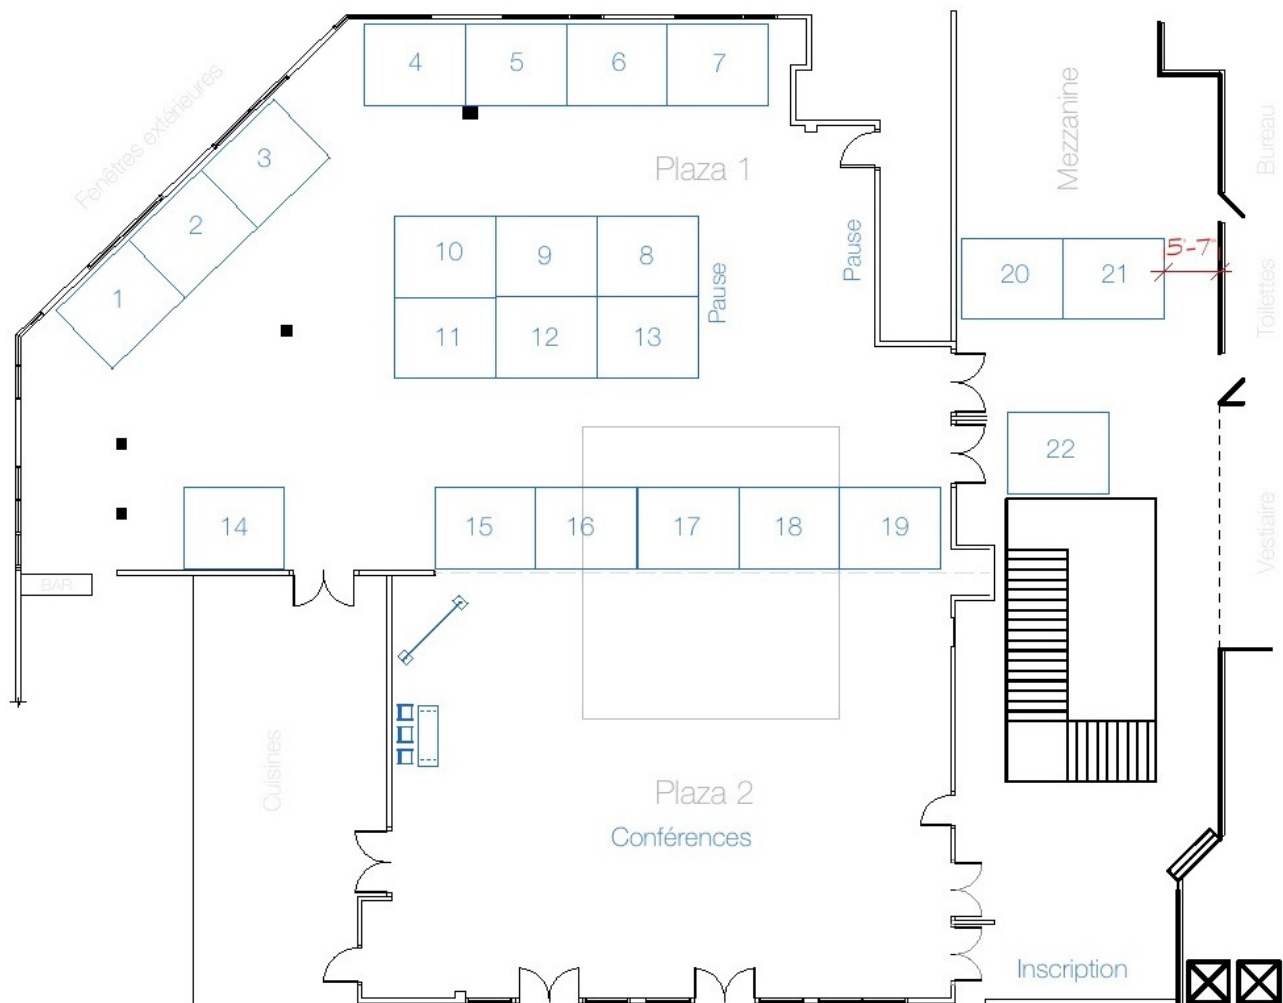 4 5 6 7
Fenêtres extérieures
3
2
1
Plaza 1
Mezzanine
Bureau
10 9 8
11 12 13
Pause
Pause
20 21
5'-7"
Toilettes
22
14
15 16 17 18 19
Vestiaire
BAR
Cuisines
Plaza 2
Conférences
Inscription